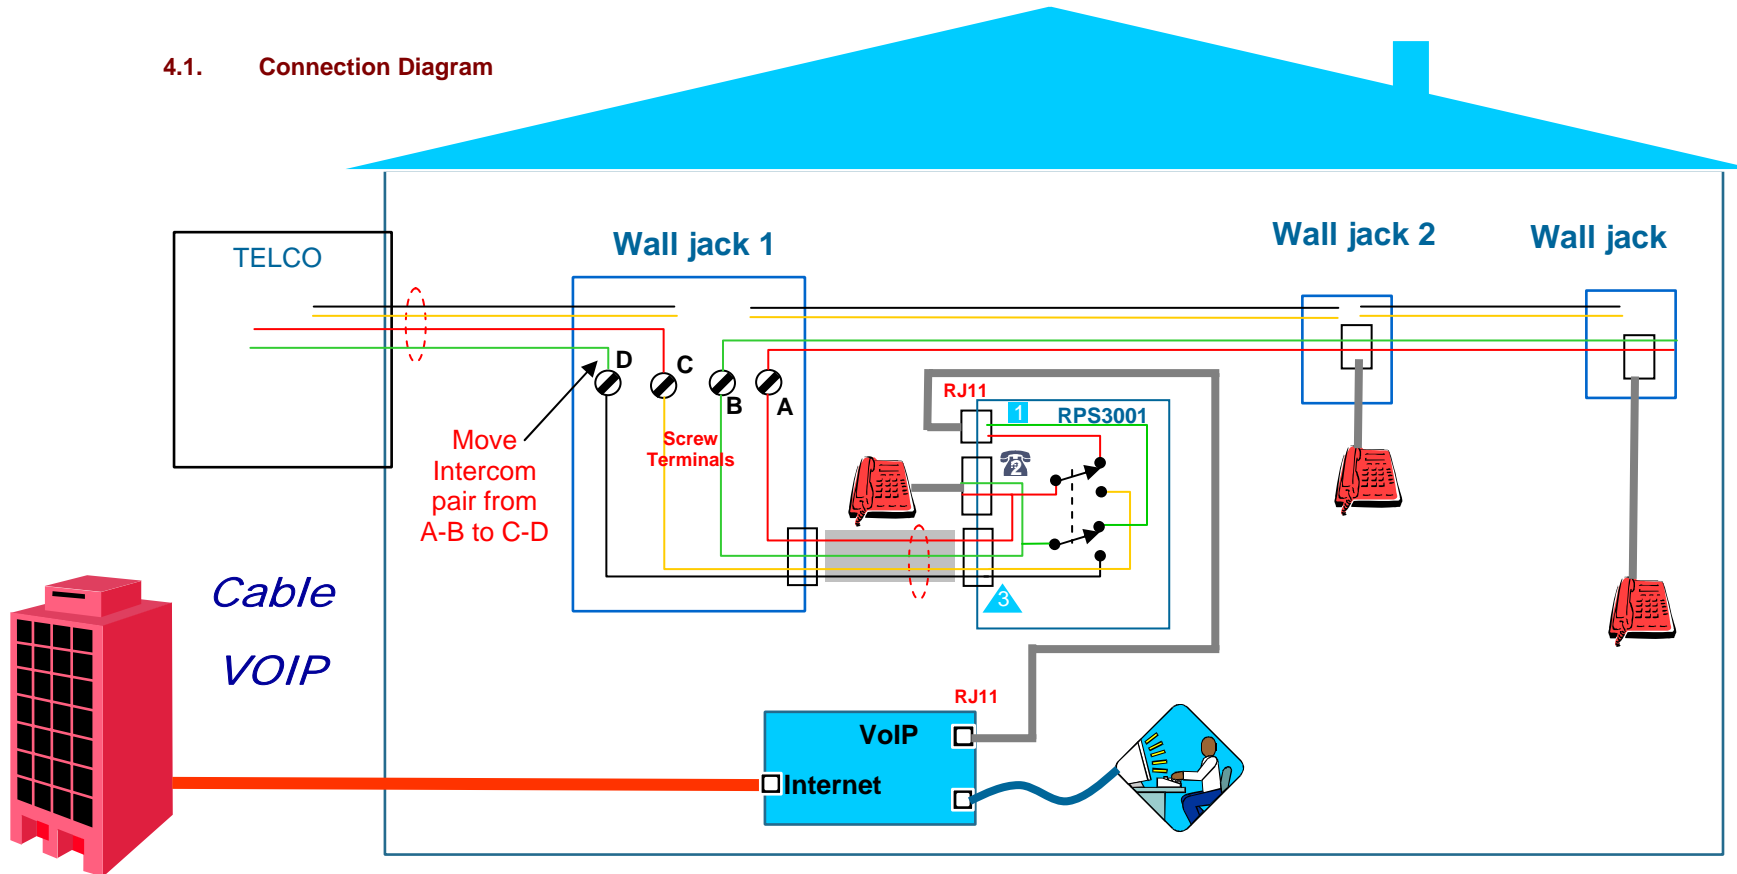 4.1. Connection Diagram
TELCO
Wall jack 1
Wall jack 2
Wall jack
D
C
B
A
Move
Intercom
pair from
A-B to C-D
Screw
Terminals
RJ11
1
RPS3001
2
3
Cable
VOIP
RJ11
VoIP
Internet